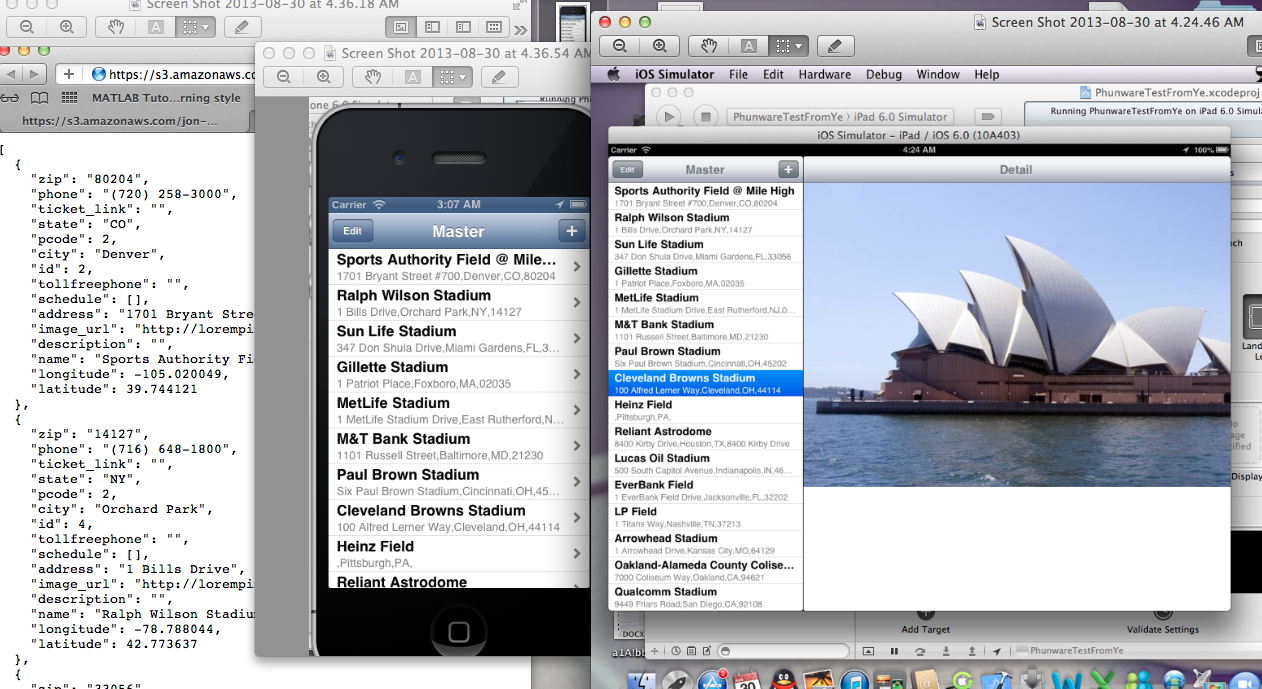 Screen Shot 2013-08-30 at 4.36.18 AM
https://s3.amazonaws.co
MATLAB Tuto...rning style
https://s3.amazonaws.com/jon-...
[
{
"zip": "80204",
"phone": "(720) 258-3000",
"ticket_link": "",
"state": "CO",
"pcode": 2,
"city": "Denver",
"id": 2,
"tollfreephone": "",
"schedule": [],
"address": "1701 Bryant Stre
"image_url": "http://lorempi
"description": "",
"name": "Sports Authority Fi
"longitude": -105.020049,
"latitude": 39.744121
},
{
"zip": "14127",
"phone": "(716) 648-1800",
"ticket_link": "",
"state": "NY",
"pcode": 2,
"city": "Orchard Park",
"id": 4,
"tollfreephone": "",
"schedule": [],
"address": "1 Bills Drive",
"image_url": "http://lorempi
"description": "",
"name": "Ralph Wilson Stadiu
"longitude": -78.788044,
"latitude": 42.773637
},
{
"zip": "33056"
Screen Shot 2013-08-30 at 4.36.54 AM
Carrier 3:07 AM
Edit Master +
Sports Authority Field @ Mile...
1701 Bryant Street #700,Denver,CO,80204
Ralph Wilson Stadium
1 Bills Drive,Orchard Park,NY,14127
Sun Life Stadium
347 Don Shula Drive,Miami Gardens,FL,3...
Gillette Stadium
1 Patriot Place,Foxboro,MA,02035
MetLife Stadium
1 MetLife Stadium Drive,East Rutherford,N...
M&T Bank Stadium
1101 Russell Street,Baltimore,MD,21230
Paul Brown Stadium
Six Paul Brown Stadium,Cincinnati,OH,45...
Cleveland Browns Stadium
100 Alfred Lerner Way,Cleveland,OH,44114
Heinz Field
,Pittsburgh,PA,
Reliant Astrodome
Screen Shot 2013-08-30 at 4.24.46 AM
iOS Simulator File Edit Hardware Debug Window Help
PhunwareTestFromYe.xcodeproj
PhunwareTestFromYe iPad 6.0 Simulator
Running PhunwareTestFromYe on iPad 6.0 Simula
iOS Simulator - iPad / iOS 6.0 (10A403)
Carrier 4:24 AM 100%
Edit Master + Detail
Sports Authority Field @ Mile High
1701 Bryant Street #700,Denver,CO,80204
Ralph Wilson Stadium
1 Bills Drive,Orchard Park,NY,14127
Sun Life Stadium
347 Don Shula Drive,Miami Gardens,FL,33056
Gillette Stadium
1 Patriot Place,Foxboro,MA,02035
MetLife Stadium
1 MetLife Stadium Drive,East Rutherford,NJ,0...
M&T Bank Stadium
1101 Russell Street,Baltimore,MD,21230
Paul Brown Stadium
Six Paul Brown Stadium,Cincinnati,OH,45202
Cleveland Browns Stadium
100 Alfred Lerner Way,Cleveland,OH,44114
Heinz Field
,Pittsburgh,PA,
Reliant Astrodome
8400 Kirby Drive,Houston,TX,8400 Kirby Drive
Lucas Oil Stadium
500 South Capitol Avenue,Indianapolis,IN,46...
EverBank Field
1 EverBank Field Drive,Jacksonville,FL,32202
LP Field
1 Titans Way,Nashville,TN,37213
Arrowhead Stadium
1 Arrowhead Drive,Kansas City,MO,64129
Oakland-Alameda County Colise...
7000 Coliseum Way,Oakland,CA,94621
Qualcomm Stadium
9449 Friars Road,San Diego,CA,92108
Add Target
Validate Settings
DOCX
PhunwareTestFromYe